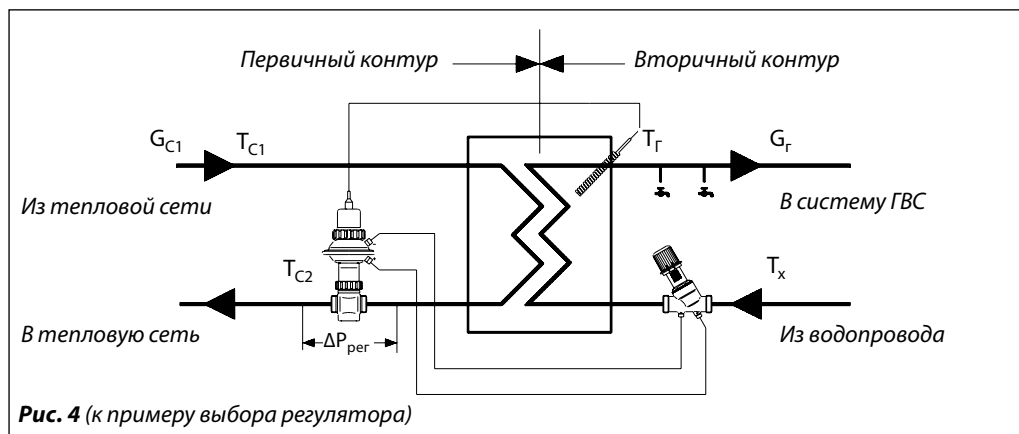 Первичный контур Вторичный контур
G_C1 T_C1 T_Г G_г
Из тепловой сети В систему ГВС
T_C2 T_x
В тепловую сеть Из водопровода
ΔP_рег
Рис. 4 (к примеру выбора регулятора)